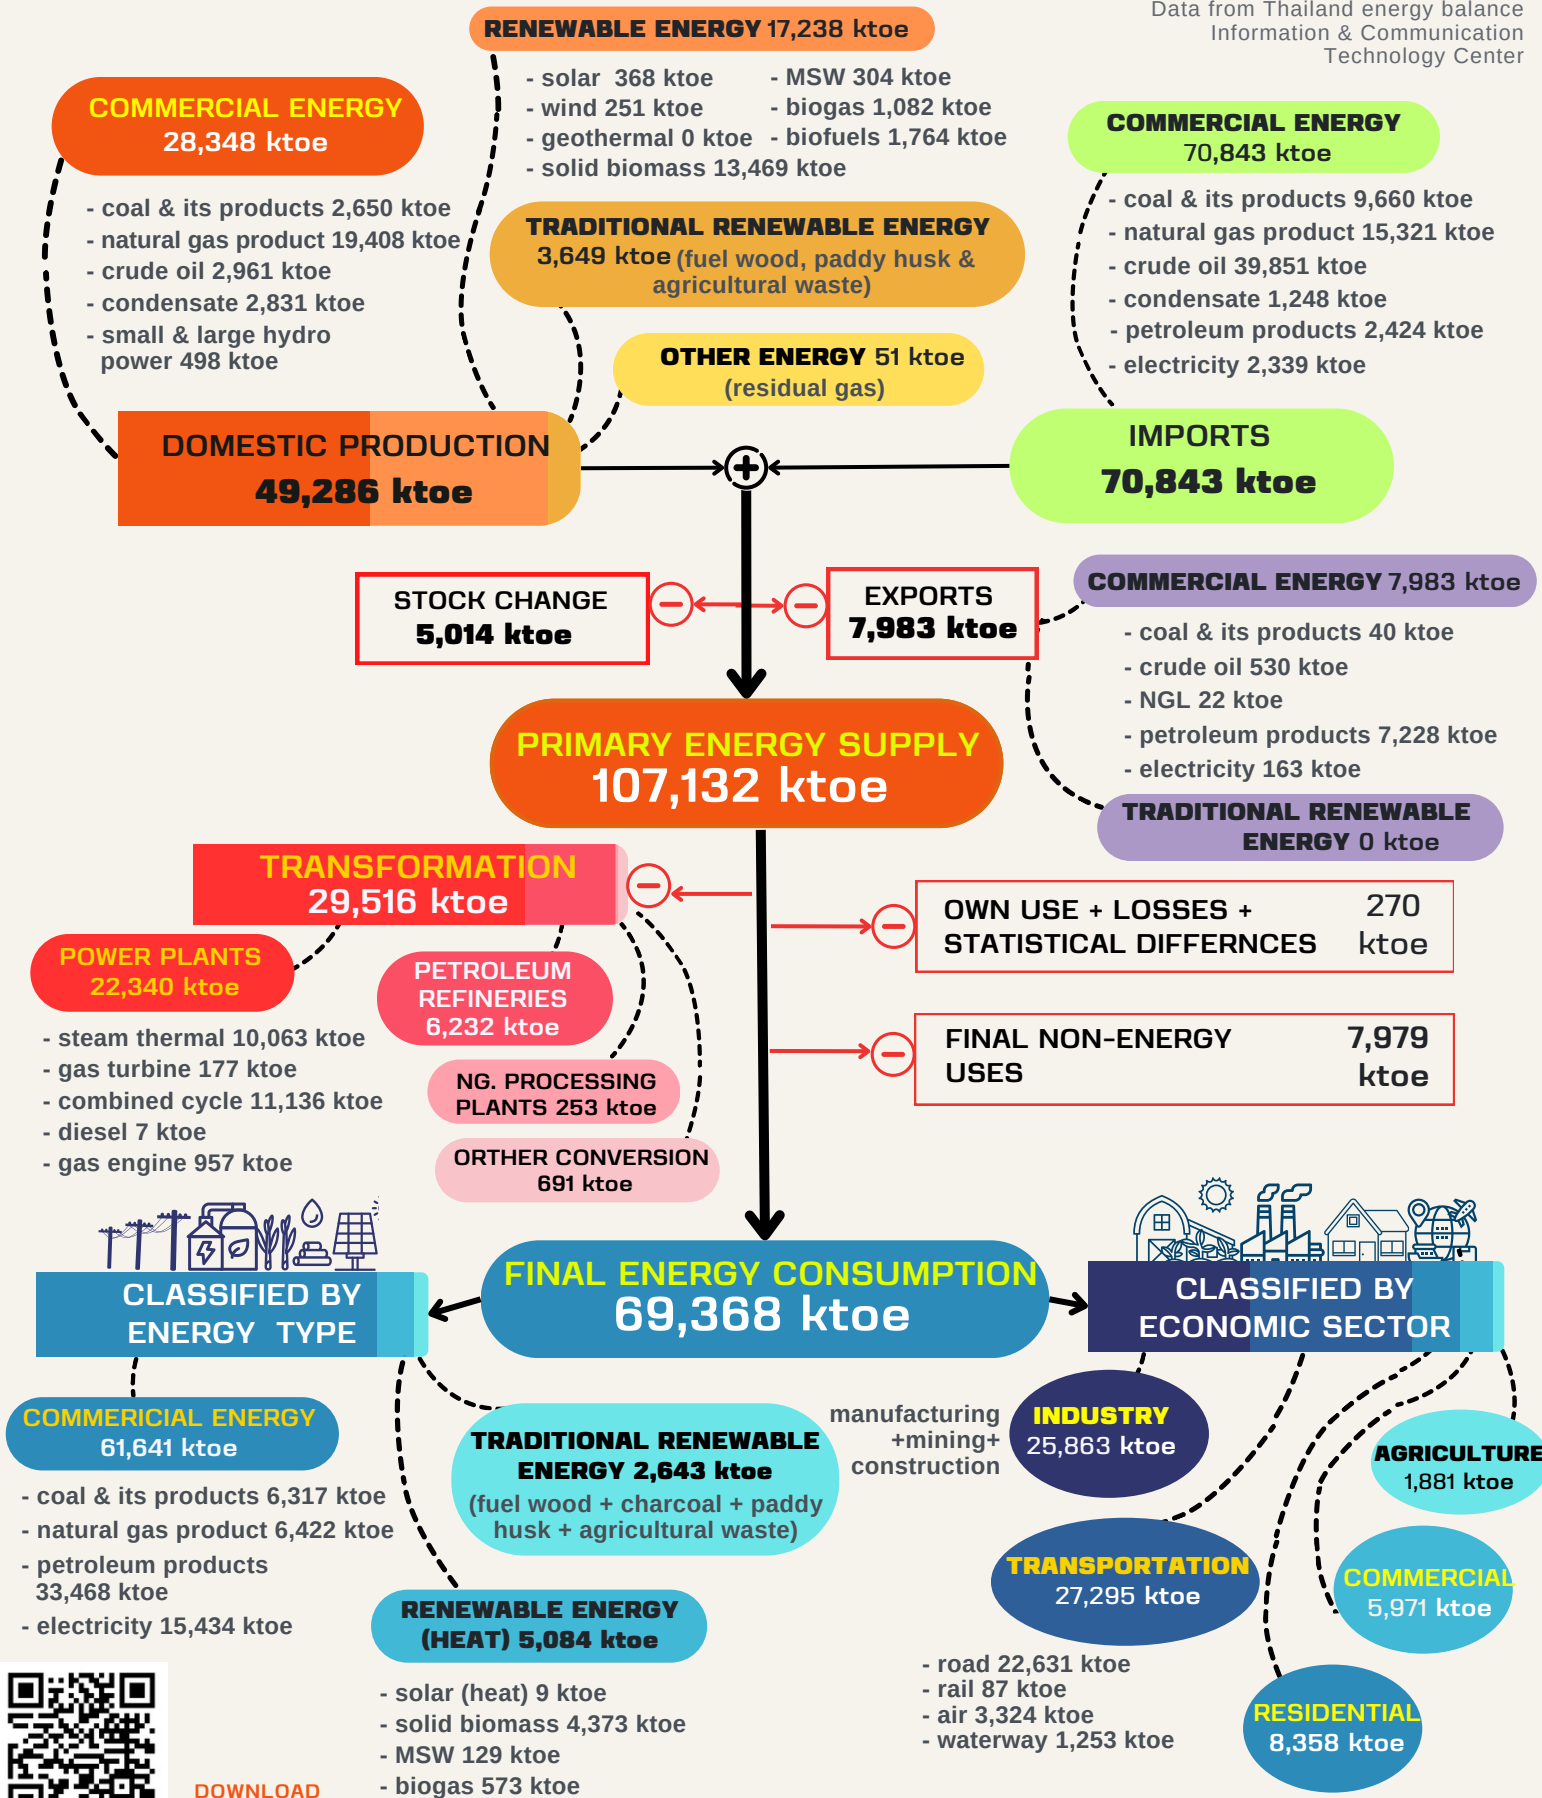 Data from Thailand energy balance
Information & Communication
Technology Center
RENEWABLE ENERGY 17,238 ktoe
- solar 368 ktoe
- wind 251 ktoe
- geothermal 0 ktoe
- solid biomass 13,469 ktoe
- MSW 304 ktoe
- biogas 1,082 ktoe
- biofuels 1,764 ktoe
COMMERCIAL ENERGY
28,348 ktoe
- coal & its products 2,650 ktoe
- natural gas product 19,408 ktoe
- crude oil 2,961 ktoe
- condensate 2,831 ktoe
- small & large hydro
power 498 ktoe
TRADITIONAL RENEWABLE ENERGY
3,649 ktoe (fuel wood, paddy husk &
agricultural waste)
OTHER ENERGY 51 ktoe
(residual gas)
COMMERCIAL ENERGY
70,843 ktoe
- coal & its products 9,660 ktoe
- natural gas product 15,321 ktoe
- crude oil 39,851 ktoe
- condensate 1,248 ktoe
- petroleum products 2,424 ktoe
- electricity 2,339 ktoe
DOMESTIC PRODUCTION
49,286 ktoe
IMPORTS
70,843 ktoe
STOCK CHANGE
5,014 ktoe
EXPORTS
7,983 ktoe
COMMERCIAL ENERGY 7,983 ktoe
- coal & its products 40 ktoe
- crude oil 530 ktoe
- NGL 22 ktoe
- petroleum products 7,228 ktoe
- electricity 163 ktoe
TRADITIONAL RENEWABLE
ENERGY 0 ktoe
PRIMARY ENERGY SUPPLY
107,132 ktoe
TRANSFORMATION
29,516 ktoe
OWN USE + LOSSES +
STATISTICAL DIFFERNCES
270
ktoe
POWER PLANTS
22,340 ktoe
- steam thermal 10,063 ktoe
- gas turbine 177 ktoe
- combined cycle 11,136 ktoe
- diesel 7 ktoe
- gas engine 957 ktoe
PETROLEUM
REFINERIES
6,232 ktoe
NG. PROCESSING
PLANTS 253 ktoe
ORTHER CONVERSION
691 ktoe
FINAL NON-ENERGY
USES
7,979
ktoe
FINAL ENERGY CONSUMPTION
69,368 ktoe
CLASSIFIED BY
ENERGY TYPE
CLASSIFIED BY
ECONOMIC SECTOR
COMMERICIAL ENERGY
61,641 ktoe
- coal & its products 6,317 ktoe
- natural gas product 6,422 ktoe
- petroleum products
33,468 ktoe
- electricity 15,434 ktoe
TRADITIONAL RENEWABLE
ENERGY 2,643 ktoe
(fuel wood + charcoal + paddy
husk + agricultural waste)
RENEWABLE ENERGY
(HEAT) 5,084 ktoe
- solar (heat) 9 ktoe
- solid biomass 4,373 ktoe
- MSW 129 ktoe
- biogas 573 ktoe
manufacturing
+mining+
construction
INDUSTRY
25,863 ktoe
AGRICULTURE
1,881 ktoe
TRANSPORTATION
27,295 ktoe
- road 22,631 ktoe
- rail 87 ktoe
- air 3,324 ktoe
- waterway 1,253 ktoe
COMMERCIAL
5,971 ktoe
RESIDENTIAL
8,358 ktoe
DOWNLOAD